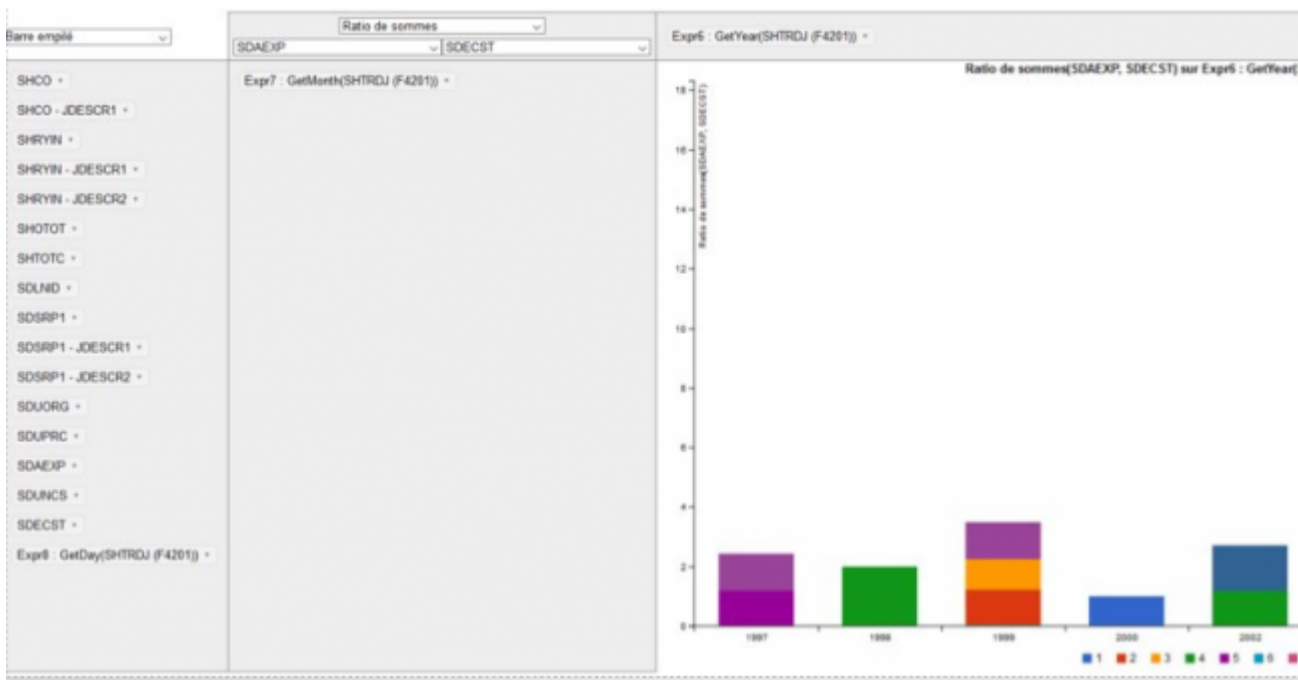 Barre empilé
Ratio de sommes
SDAEXP SDECST
Expr6 : GetYear(SHTRDJ (F4201))
SHCO
SHCO - JDESCR1
SHRYIN
SHRYIN - JDESCR1
SHRYIN - JDESCR2
SHOTOT
SHTOTC
SDLNID
SDSRP1
SDSRP1 - JDESCR1
SDSRP1 - JDESCR2
SDUORG
SDUPRC
SDAEXP
SDUNCS
SDECST
Expr8 : GetDay(SHTRDJ (F4201))
Expr7 : GetMonth(SHTRDJ (F4201))
Ratio de sommes(SDAEXP, SDECST) sur Expr6 : GetYear(
Ratio de sommes(SDAEXP, SDECST)
18
16
14
12
10
8
6
4
2
0
1997 1998 1999 2000 2002
1 2 3 4 5 6